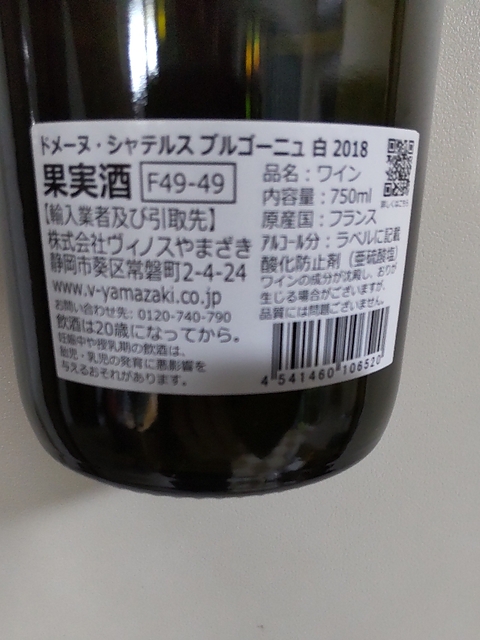 ドメーヌ・シャテルス ブルゴーニュ 白 2018
果実酒 F49-49
【輸入業者及び引取先】
株式会社ヴィノスやまざき
静岡市葵区常磐町2-4-24
www.v-yamazaki.co.jp
お問い合わせ先: 0120-740-790
飲酒は20歳になってから。
妊娠中や授乳期の飲酒は、
胎児・乳児の発育に悪影響を
与えるおそれがあります。
品名：ワイン
内容量：750ml
詳しくはこちら
原産国：フランス
アルコール分：ラベルに記載
酸化防止剤（亜硫酸塩）
ワインの成分が沈殿し、おりが
生じる場合がございますが、
品質には問題ございません。
4 541460 106520